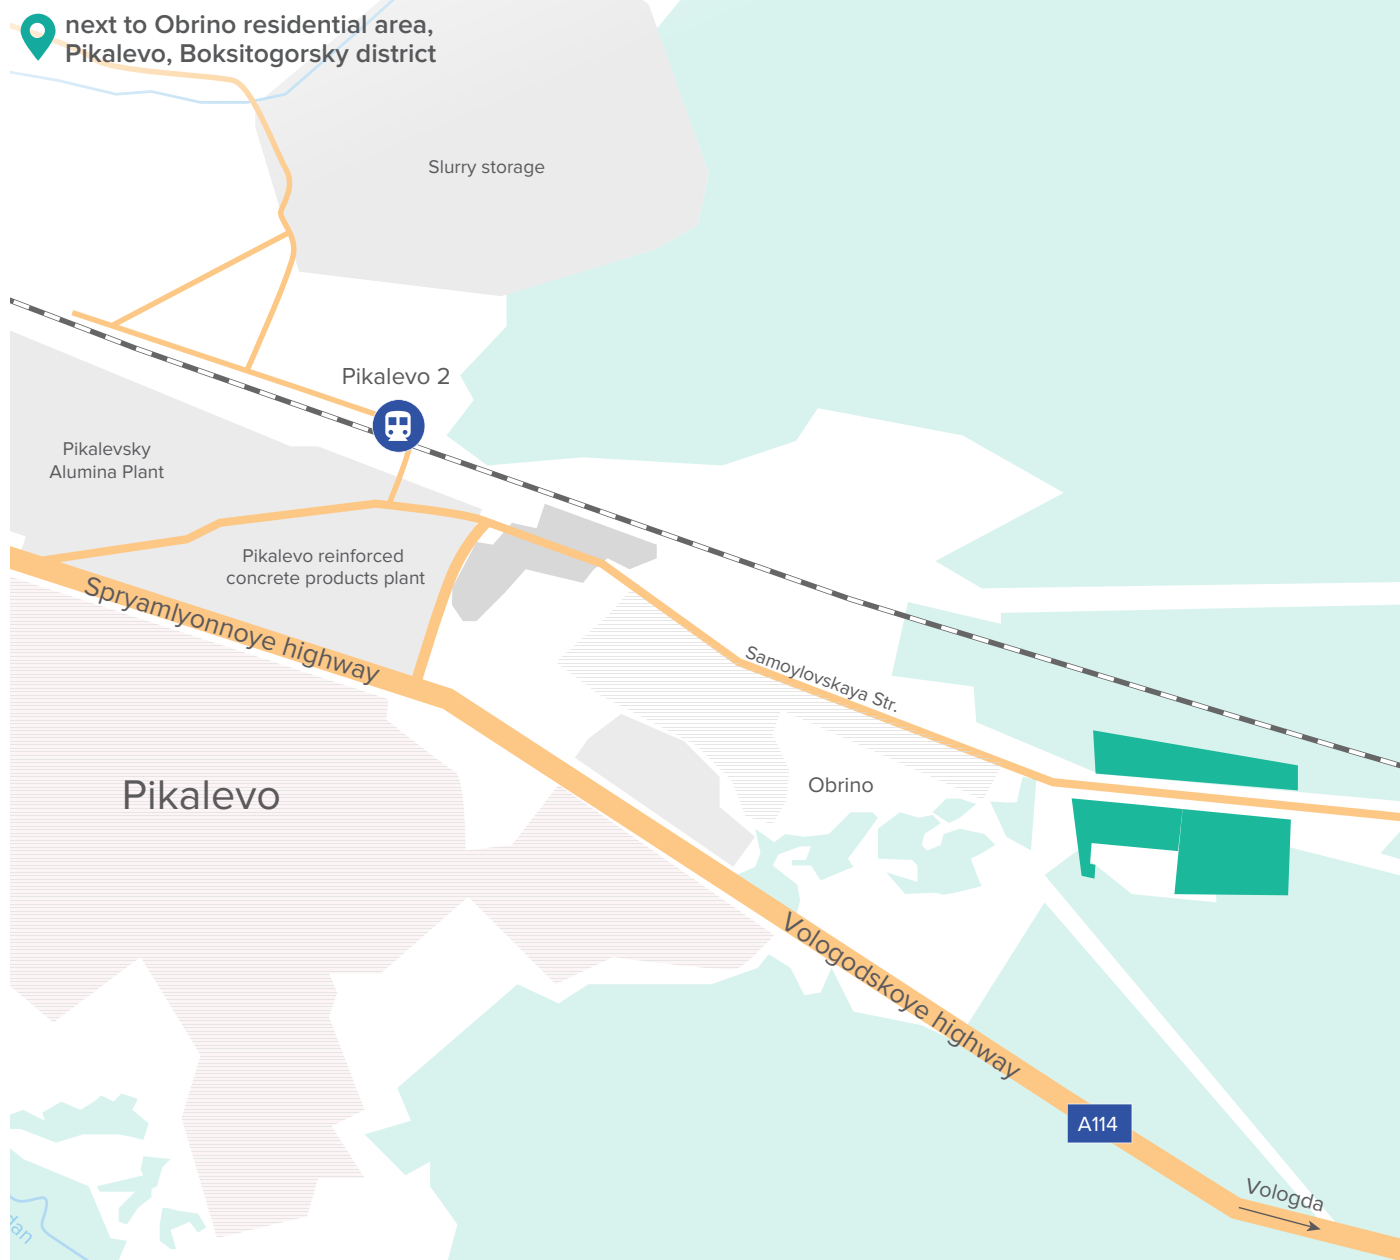 next to Obrino residential area,
Pikalevo, Boksitogorsky district
Slurry storage
Pikalevo 2
Pikalevsky
Alumina Plant
Pikalevo reinforced
concrete products plant
Spryamlyonnoye highway
Samoylovskaya Str.
Pikalevo
Obrino
Vologodskoye highway
A114
Vologda